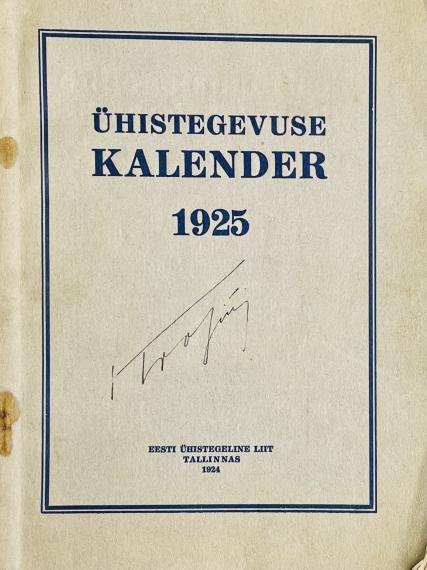 ÜHISTEGEVUSE
KALENDER
1925
EESTI ÜHISTEGELINE LIIT
TALLINNAS
1924